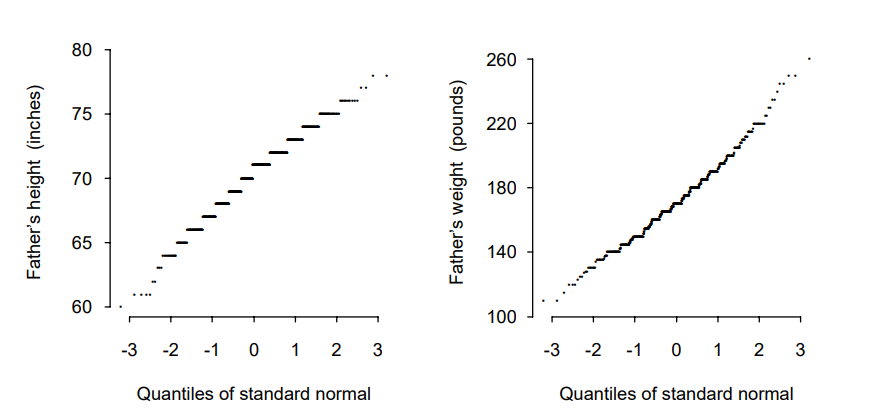 Father's height (inches)
80
75
70
65
60
-3 -2 -1 0 1 2 3
Quantiles of standard normal
Father's weight (pounds)
260
220
180
140
100
-3 -2 -1 0 1 2 3
Quantiles of standard normal